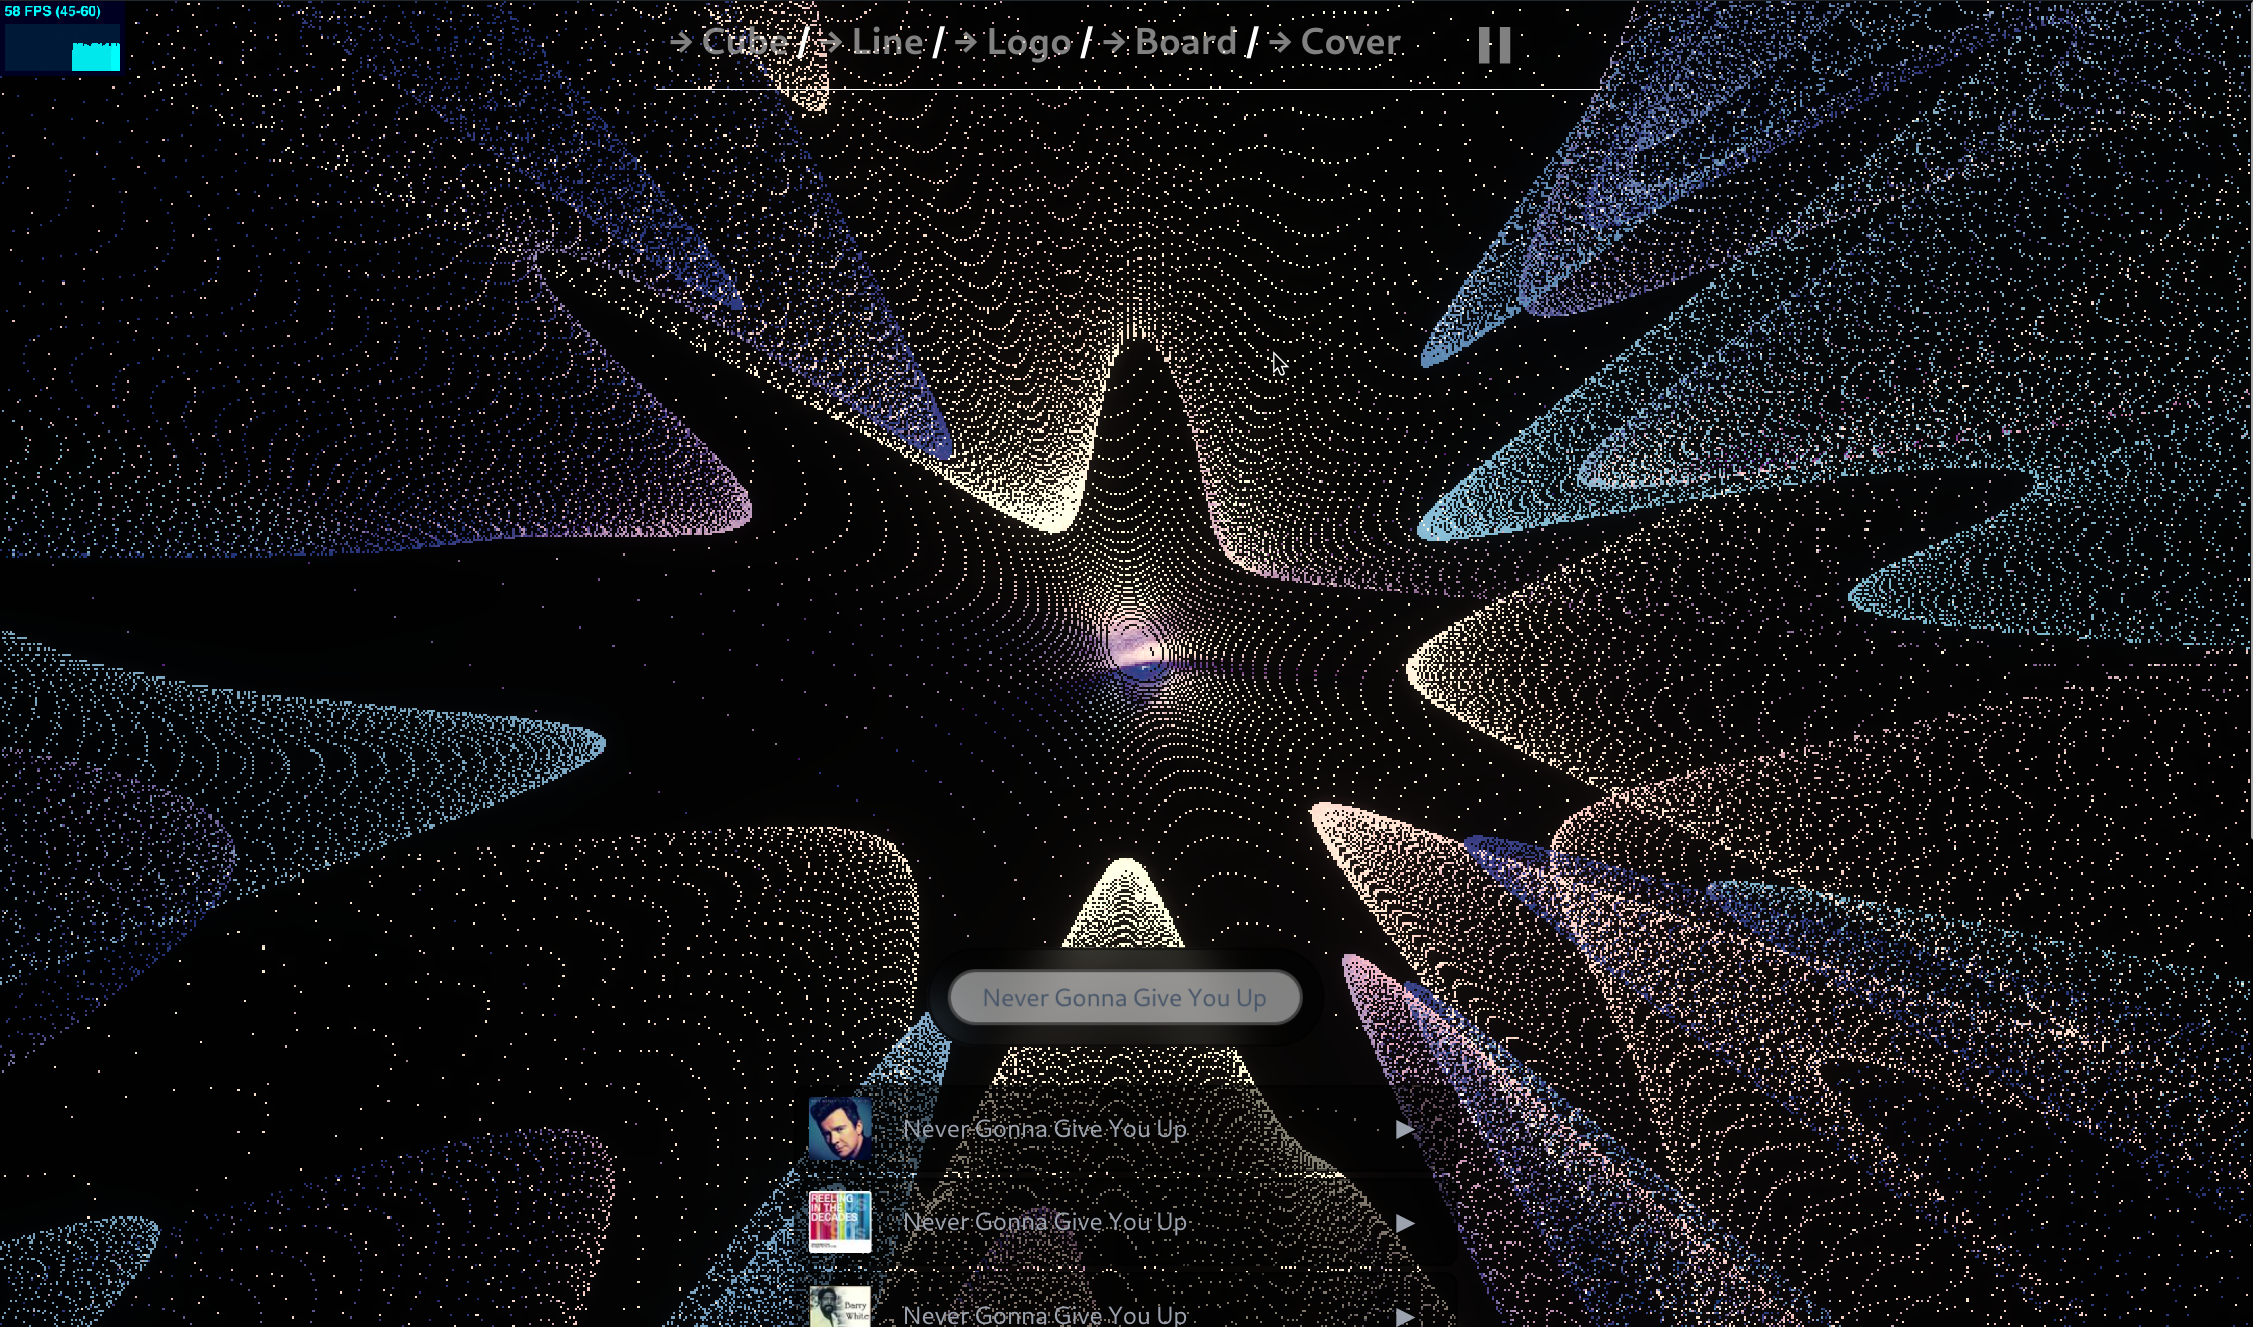 58 FPS (45-60)
→ Cube / → Line / → Logo / → Board / → Cover
Never Gonna Give You Up
Never Gonna Give You Up
REELING
IN THE
DECADES
Never Gonna Give You Up
Barry
White
Never Gonna Give You Up